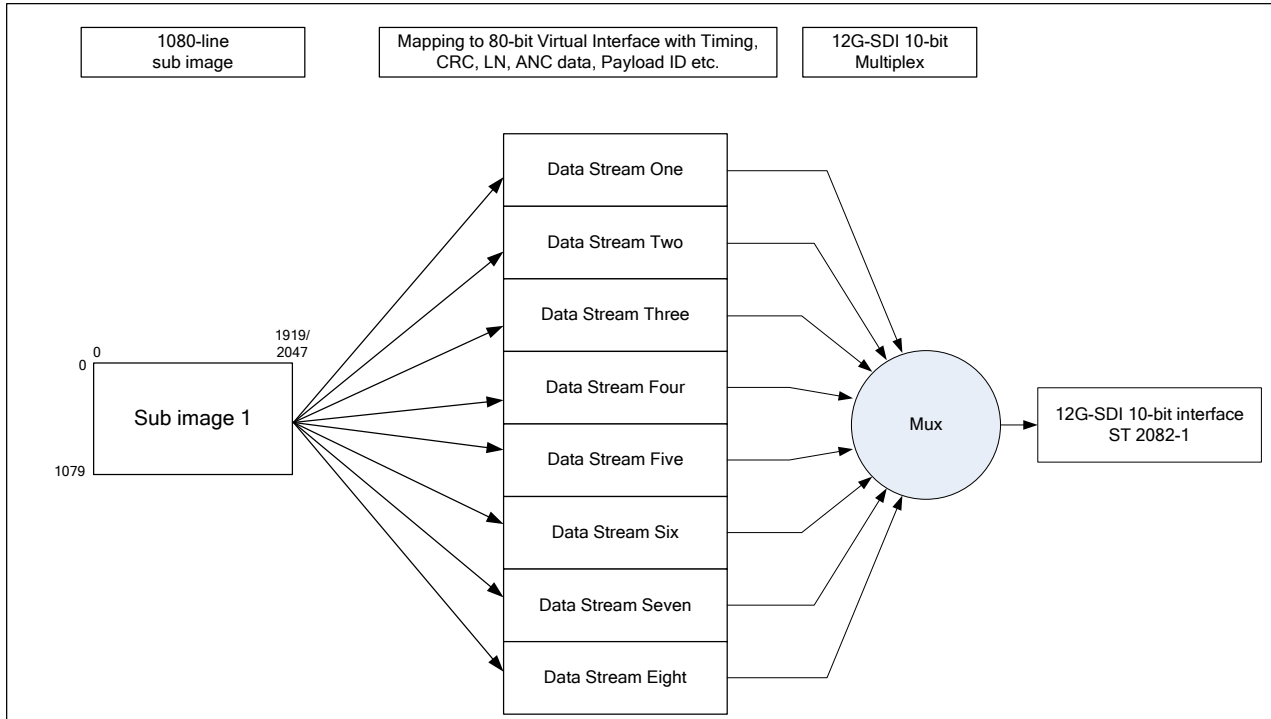 1080-line
sub image
Mapping to 80-bit Virtual Interface with Timing,
CRC, LN, ANC data, Payload ID etc.
12G-SDI 10-bit
Multiplex
Data Stream One
Data Stream Two
Data Stream Three
Data Stream Four
Data Stream Five
Data Stream Six
Data Stream Seven
Data Stream Eight
0
0
1919/
2047
1079
Sub image 1
Mux
12G-SDI 10-bit interface
ST 2082-1